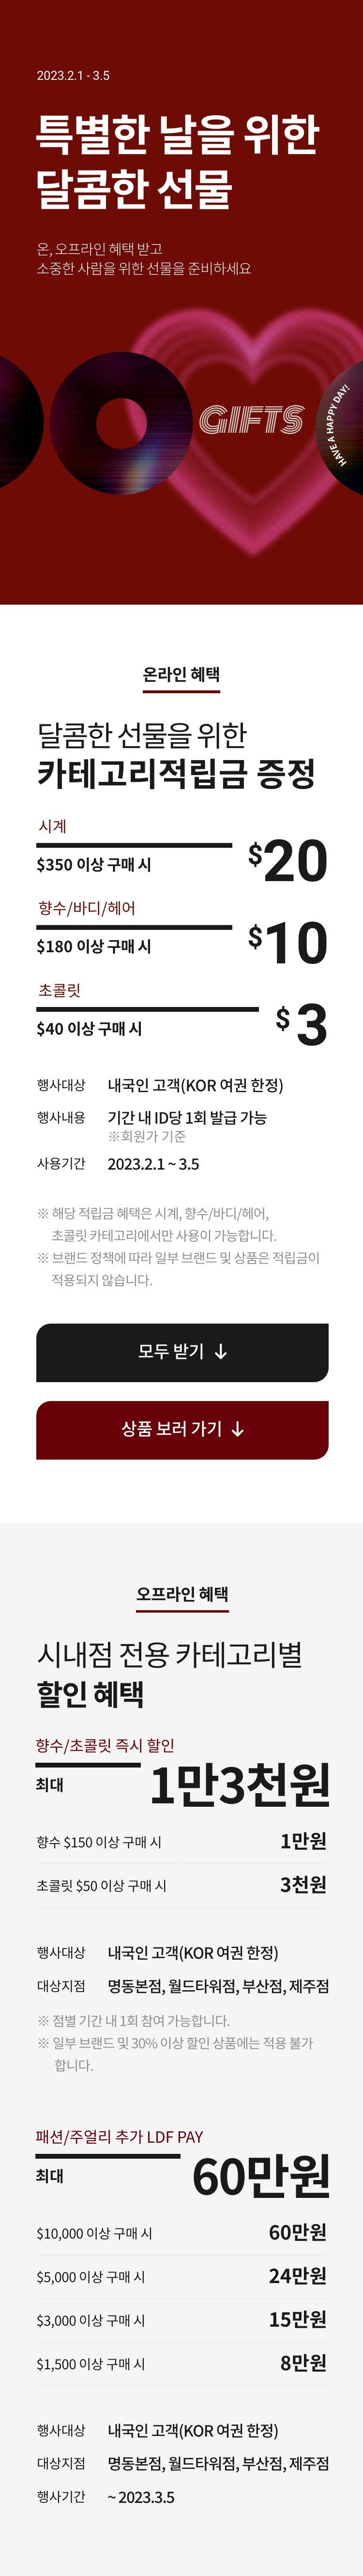 2023.2.1 - 3.5
특별한 날을 위한
달콤한 선물
온, 오프라인 혜택 받고
소중한 사람을 위한 선물을 준비하세요
GIFTS
HAVE A HAPPY DAY!
온라인 혜택
달콤한 선물을 위한
카테고리적립금 증정
시계
$350 이상 구매 시
$20
향수/바디/헤어
$180 이상 구매 시
$10
초콜릿
$40 이상 구매 시
$3
행사대상 내국인 고객(KOR 여권 한정)
행사내용 기간 내 ID당 1회 발급 가능
※회원가 기준
사용기간 2023.2.1 ~ 3.5
※ 해당 적립금 혜택은 시계, 향수/바디/헤어,
초콜릿 카테고리에서만 사용이 가능합니다.
※ 브랜드 정책에 따라 일부 브랜드 및 상품은 적립금이
적용되지 않습니다.
모두 받기 ↓
상품 보러 가기 ↓
오프라인 혜택
시내점 전용 카테고리별
할인 혜택
향수/초콜릿 즉시 할인
최대 1만3천원
향수 $150 이상 구매 시 1만원
초콜릿 $50 이상 구매 시 3천원
행사대상 내국인 고객(KOR 여권 한정)
대상지점 명동본점, 월드타워점, 부산점, 제주점
※ 점별 기간 내 1회 참여 가능합니다.
※ 일부 브랜드 및 30% 이상 할인 상품에는 적용 불가
합니다.
패션/주얼리 추가 LDF PAY
최대 60만원
$10,000 이상 구매 시 60만원
$5,000 이상 구매 시 24만원
$3,000 이상 구매 시 15만원
$1,500 이상 구매 시 8만원
행사대상 내국인 고객(KOR 여권 한정)
대상지점 명동본점, 월드타워점, 부산점, 제주점
행사기간 ~ 2023.3.5